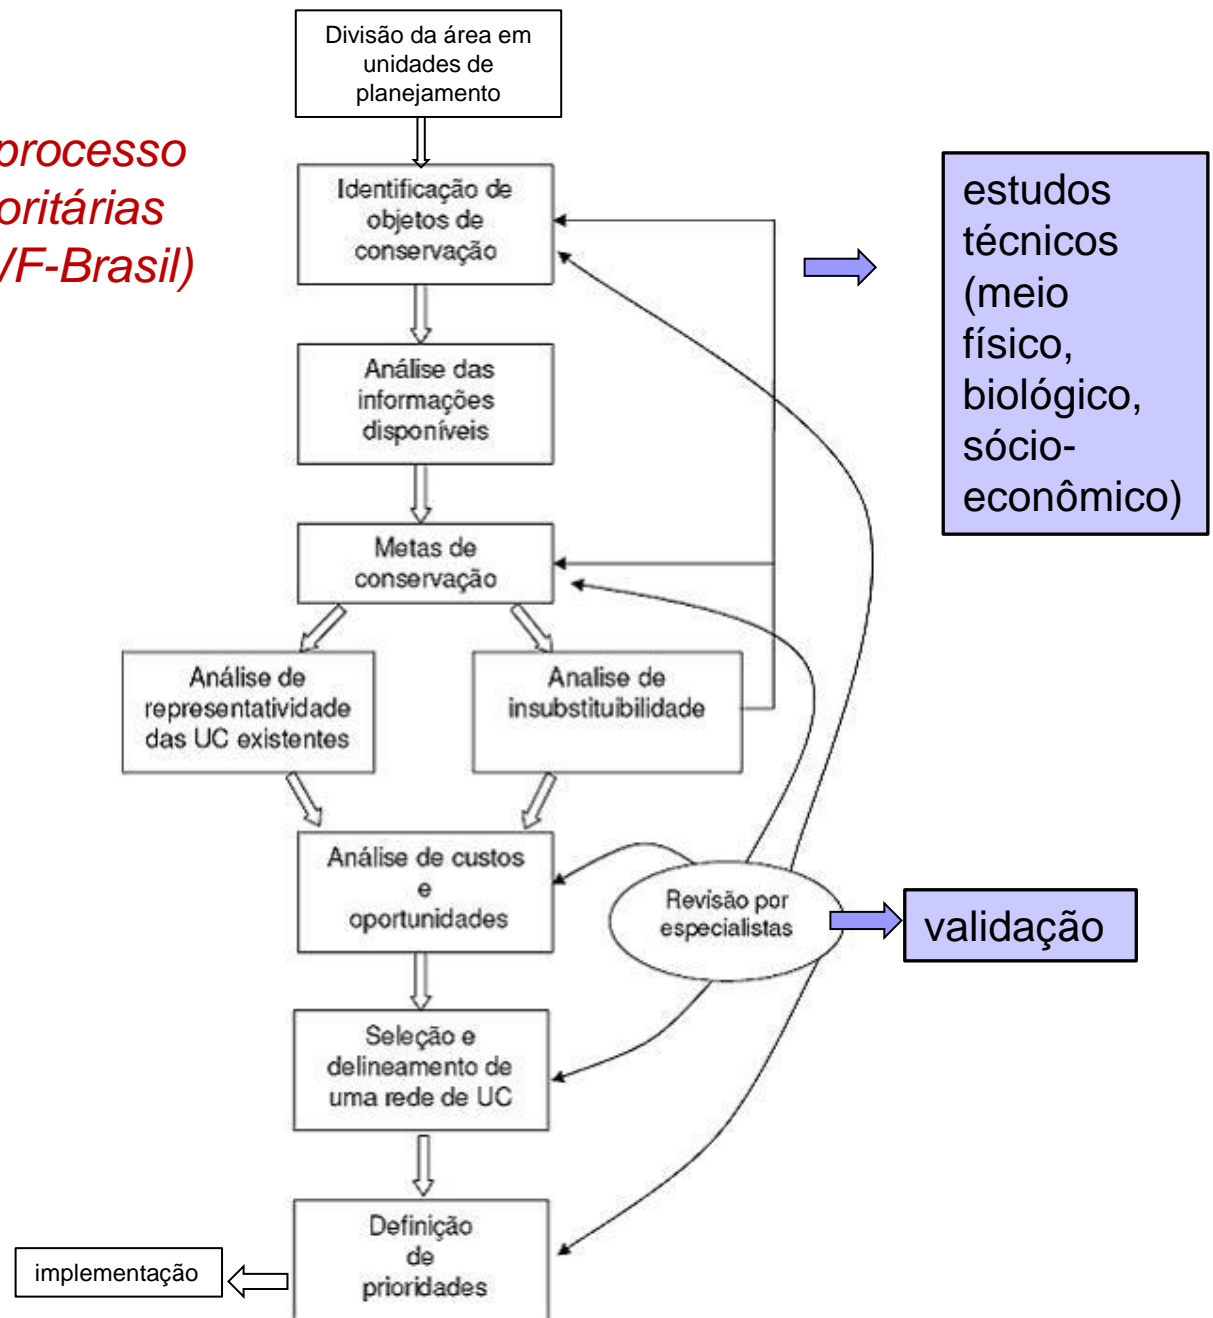 Divisão da área em
unidades de
planejamento
processo
oritárias
F-Brasil)
Identificação de
objetos de
conservação
estudos
técnicos
(meio
físico,
biológico,
sócio-
econômico)
Análise das
informações
disponíveis
Metas de
conservação
Análise de
representatividade
das UC existentes
Analise de
insubstituibilidade
Análise de custos
e
oportunidades
Revisão por
especialistas
validação
Seleção e
delineamento de
uma rede de UC
Definição
de
prioridades
implementação